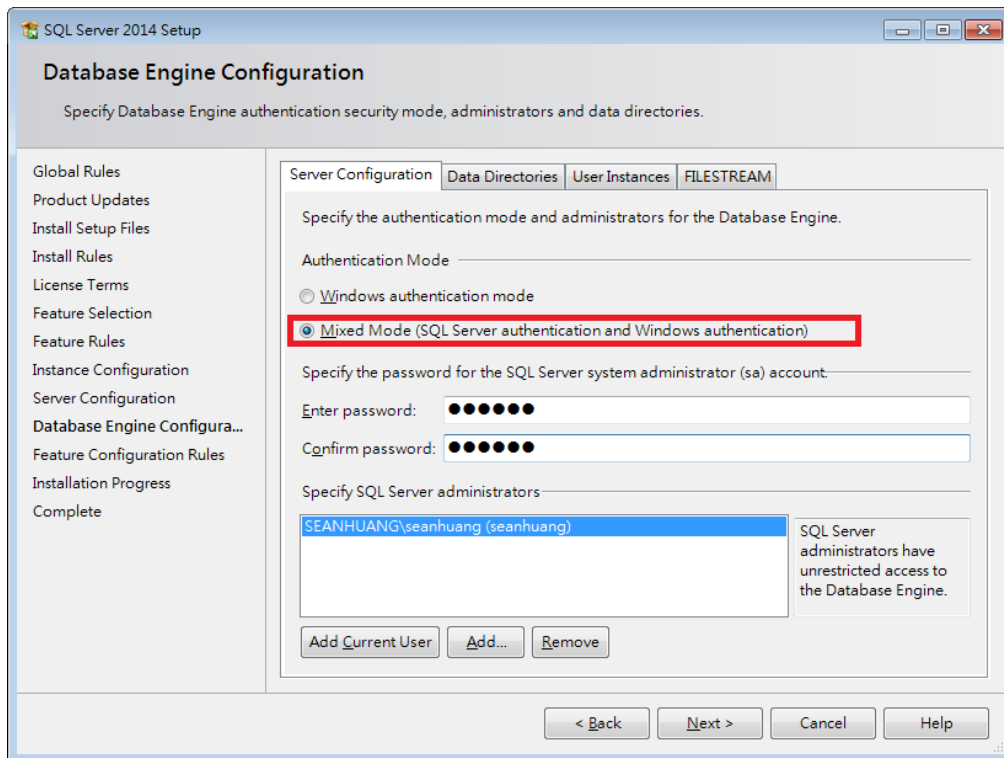 SQL Server 2014 Setup
Database Engine Configuration
Specify Database Engine authentication security mode, administrators and data directories.
Global Rules
Product Updates
Install Setup Files
Install Rules
License Terms
Feature Selection
Feature Rules
Instance Configuration
Server Configuration
Database Engine Configura...
Feature Configuration Rules
Installation Progress
Complete
Server Configuration
Data Directories
User Instances
FILESTREAM
Specify the authentication mode and administrators for the Database Engine.
Authentication Mode
Windows authentication mode
Mixed Mode (SQL Server authentication and Windows authentication)
Specify the password for the SQL Server system administrator (sa) account.
Enter password: ●●●●●●
Confirm password: ●●●●●●
Specify SQL Server administrators
SEANHUANG\seanhuang (seanhuang)
SQL Server
administrators have
unrestricted access to
the Database Engine.
Add Current User
Add...
Remove
< Back
Next >
Cancel
Help